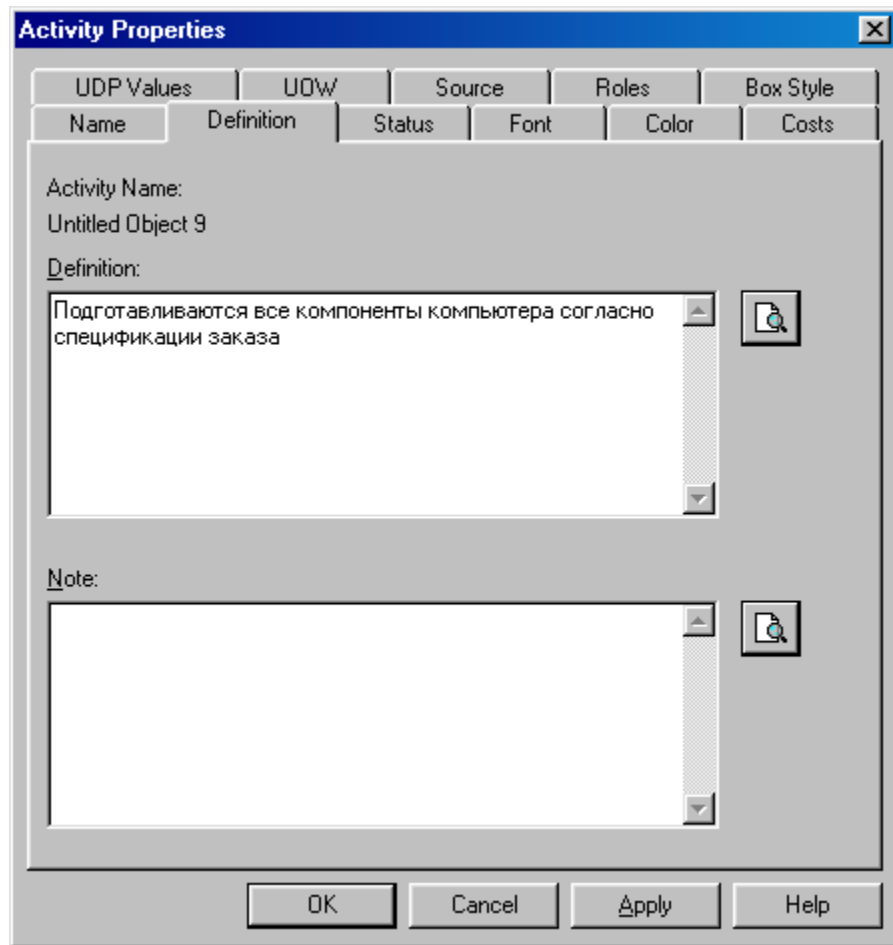 Activity Properties
UDP Values UOW Source Roles Box Style
Name Definition Status Font Color Costs
Activity Name:
Untitled Object 9
Definition:
Подготавливаются все компоненты компьютера согласно
спецификации заказа
Note:
OK Cancel Apply Help